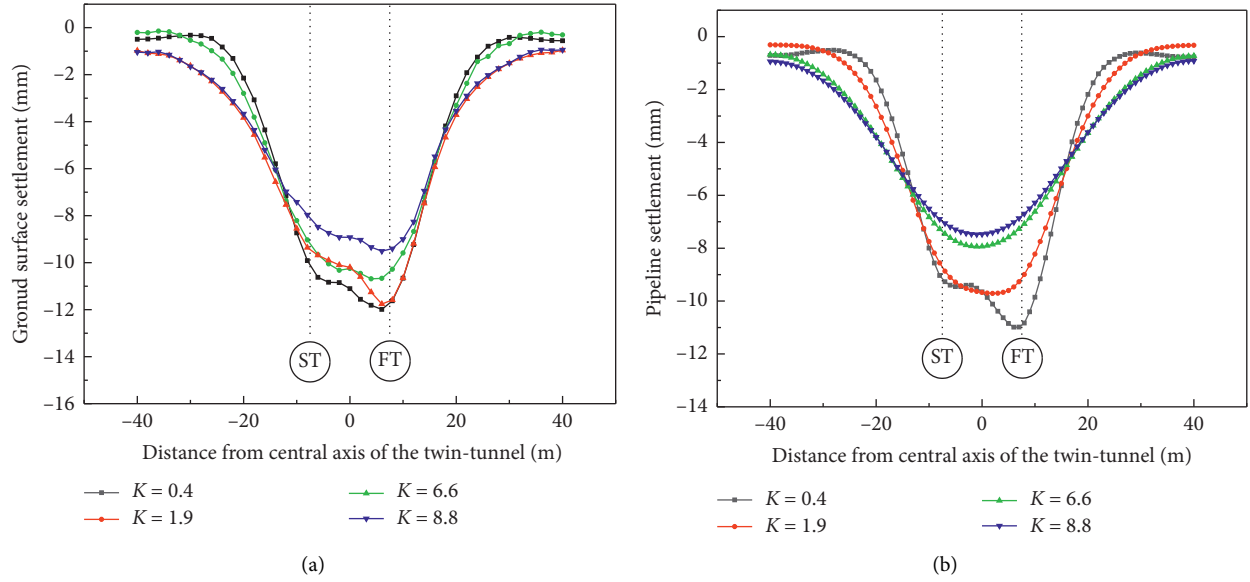 (a)
0
–2
–4
–6
–8
–10
–12
–14
–16
Gronud surface settlement (mm)
ST
FT
–40
–20
0
20
40
Distance from central axis of the twin-tunnel (m)
K = 0.4
K = 6.6
K = 1.9
K = 8.8
(a)
0
–2
–4
–6
–8
–10
–12
–14
Pipeline settlement (mm)
ST
FT
–40
–20
0
20
40
Distance from central axis of the twin-tunnel (m)
K = 0.4
K = 6.6
K = 1.9
K = 8.8
(b)